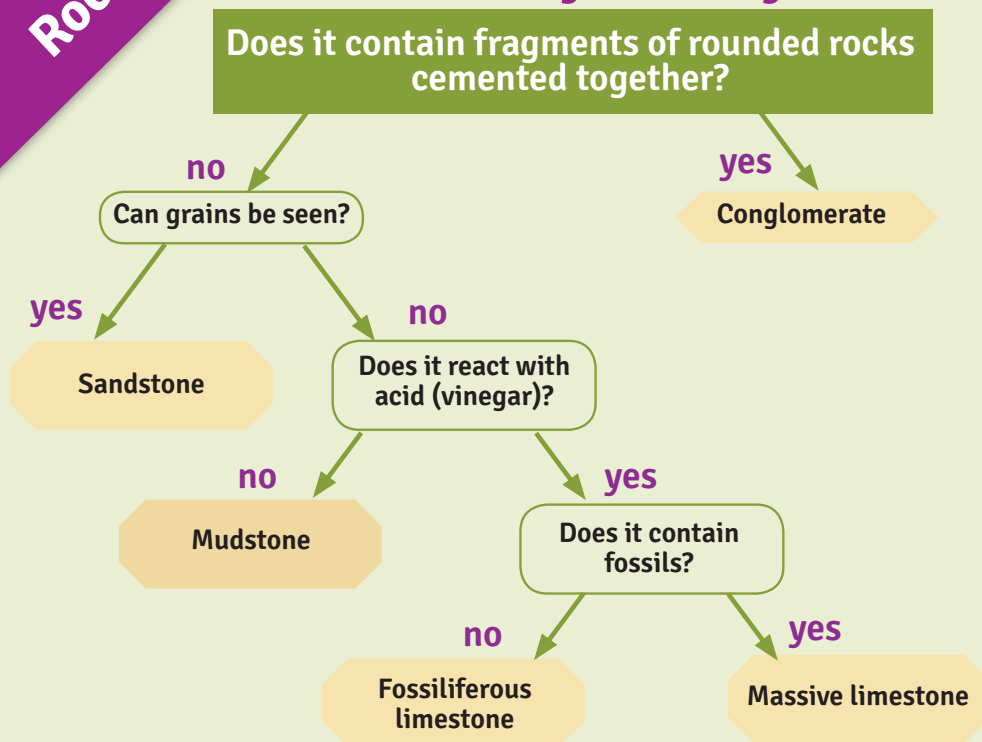 Roc
Does it contain fragments of rounded rocks
cemented together?
no
yes
Can grains be seen?
Conglomerate
yes
no
Sandstone
Does it react with
acid (vinegar)?
no
yes
Mudstone
Does it contain
fossils?
no
yes
Fossiliferous
limestone
Massive limestone